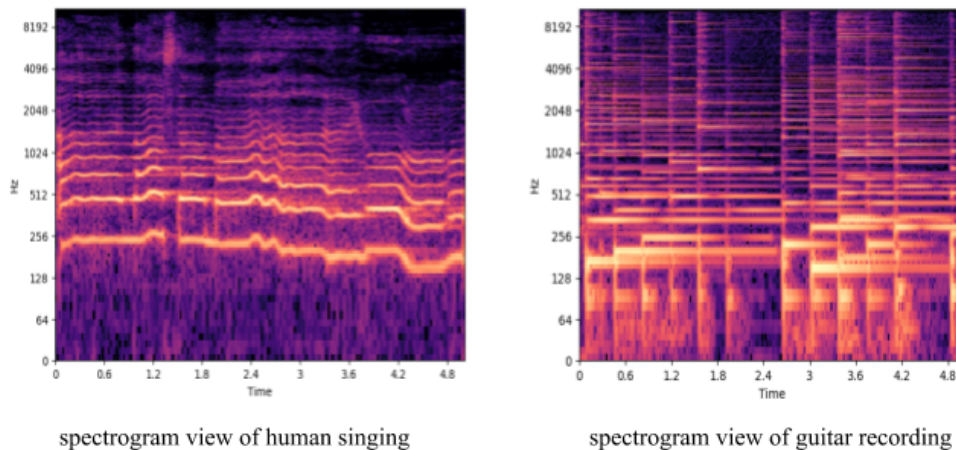 8192
4096
2048
1024
512
256
128
64
0
Hz
0 0.6 1.2 1.8 2.4 3.6 4.2 4.8
Time
spectrogram view of human singing
8192
4096
2048
1024
512
256
128
64
0
Hz
0 0.6 1.2 1.8 2.4 3 3.6 4.2 4.8
Time
spectrogram view of guitar recording